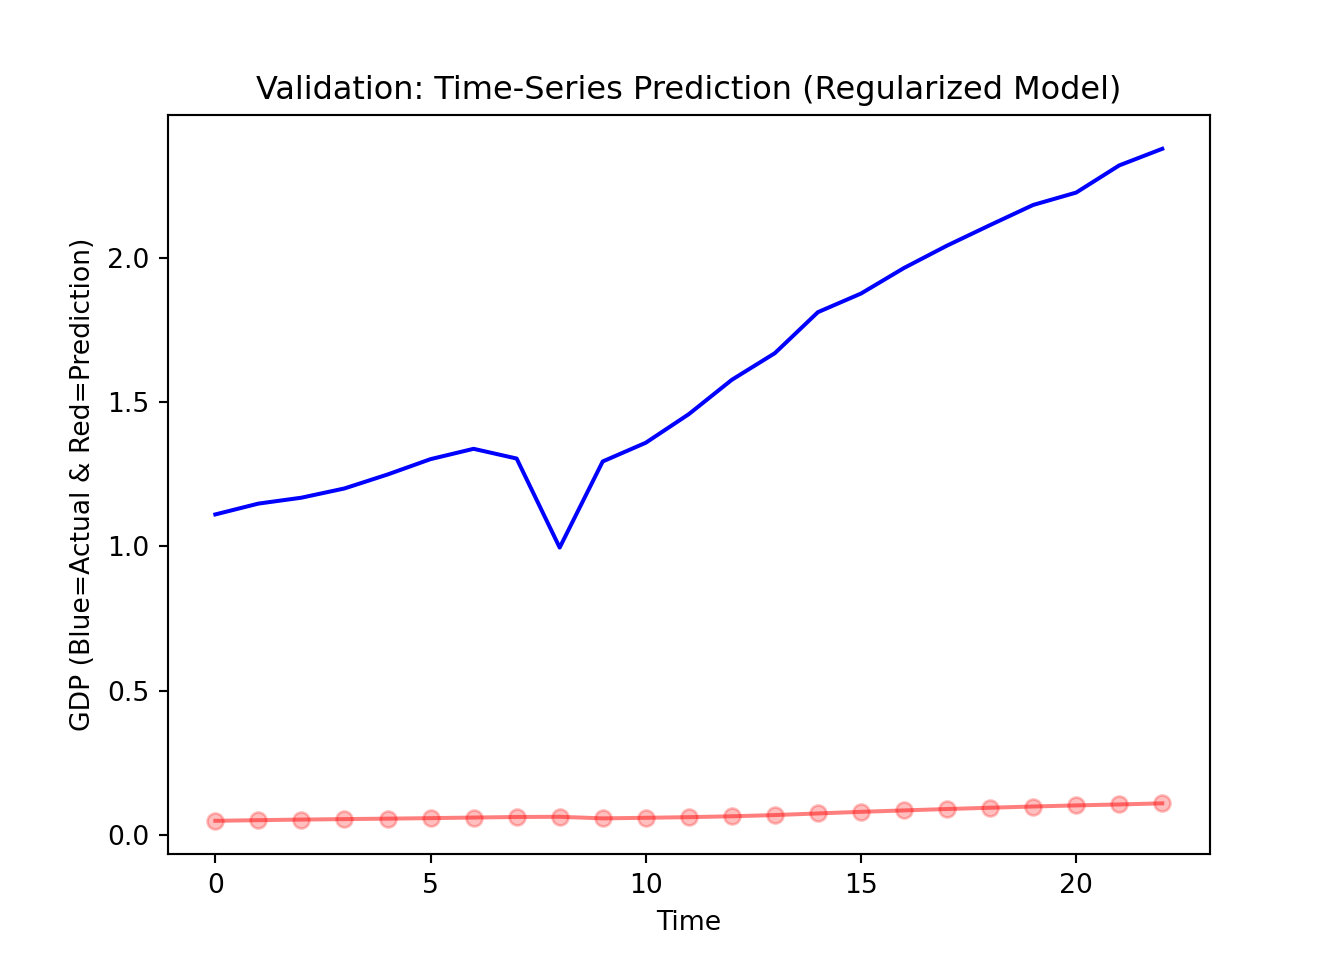 Validation: Time-Series Prediction (Regularized Model)
GDP (Blue=Actual & Red=Prediction)
2.0
1.5
1.0
0.5
0.0
0 5 10 15 20
Time